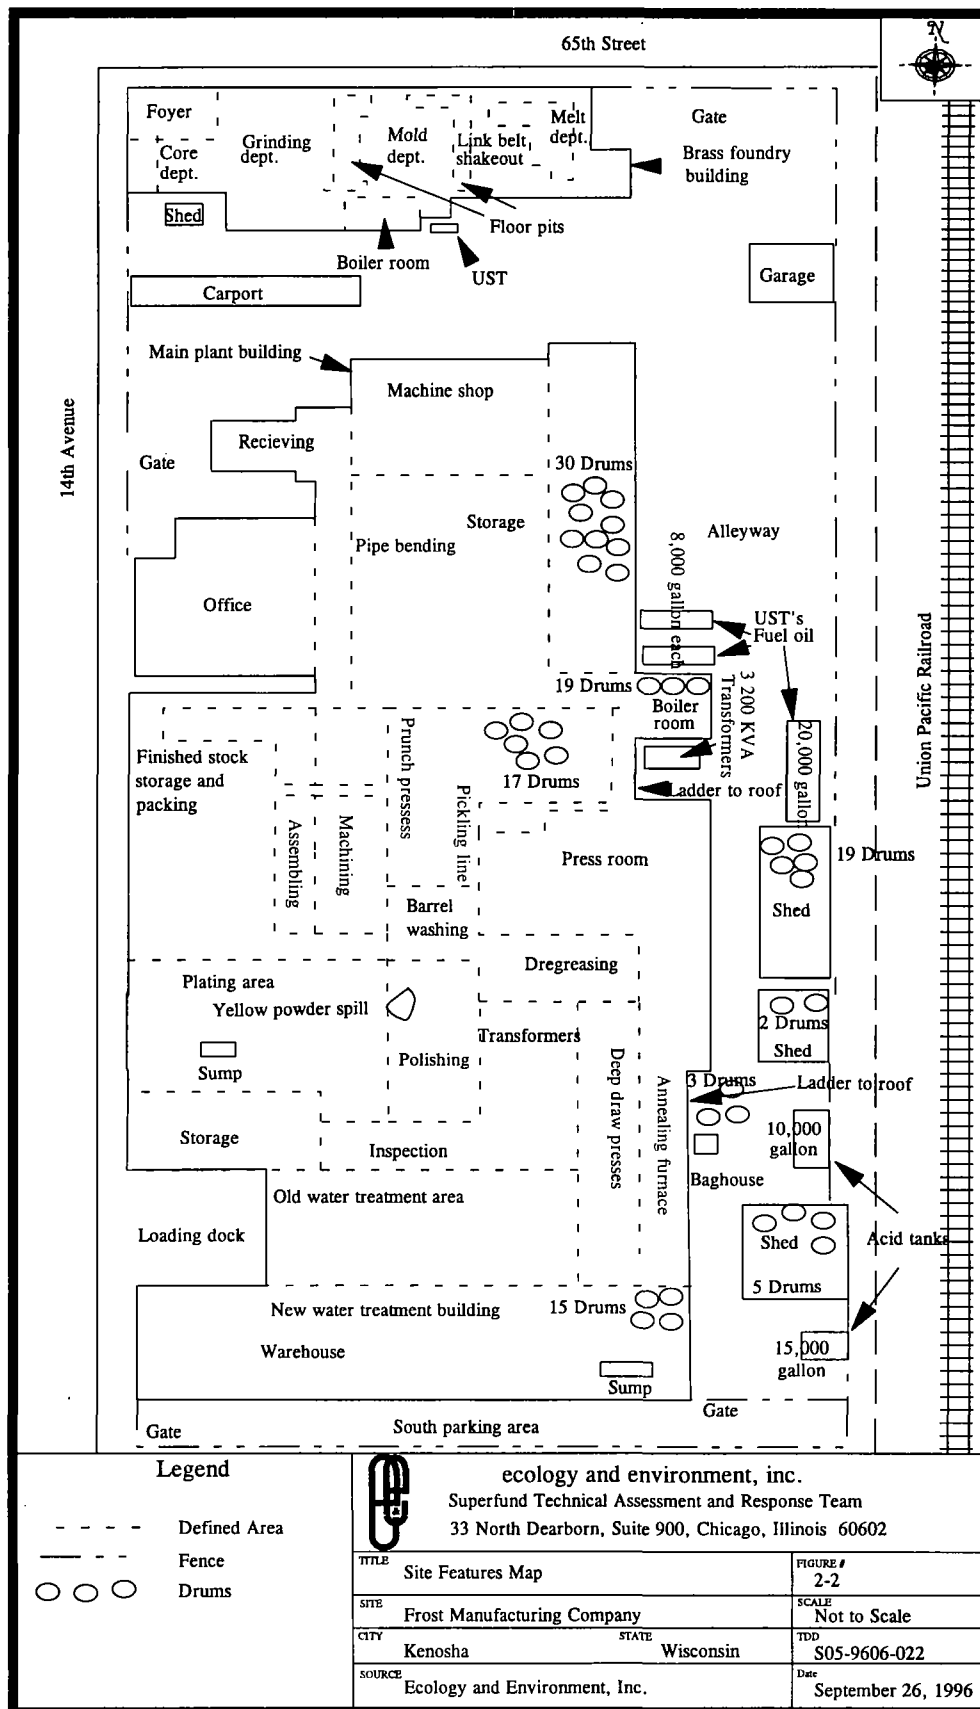 65th Street
N
Foyer
Core
dept.
Grinding
dept.
Mold
dept.
Link belt
shakeout
Melt
dept.
Gate
Brass foundry
building
Shed
Floor pits
Boiler room
UST
Garage
Carport
Main plant building
Machine shop
14th Avenue
Recieving
Gate
30 Drums
Storage
Pipe bending
Alleyway
8,000 gallon each
Office
UST's
Fuel oil
Union Pacific Railroad
19 Drums
Boiler
room
3 200 KVA
Transformers
20,000 gallon
Finished stock
storage and
packing
Prunch pressess
17 Drums
Ladder to roof
Pickling line
Assembling
Machining
Press room
19 Drums
Shed
Barrel
washing
Dregreasing
Plating area
Yellow powder spill
Sump
Polishing
Transformers
2 Drums
Shed
Deep draw presses
Annealing furnace
3 Drums
Ladder to roof
10,000
gallon
Storage
Inspection
Baghouse
Old water treatment area
Loading dock
Shed
Acid tanks
5 Drums
New water treatment building
15 Drums
Warehouse
15,000
gallon
Sump
Gate
South parking area
Gate
Legend
Defined Area
Fence
Drums
ecology and environment, inc.
Superfund Technical Assessment and Response Team
33 North Dearborn, Suite 900, Chicago, Illinois 60602
TITLE
Site Features Map
FIGURE #
2-2
SITE
Frost Manufacturing Company
SCALE
Not to Scale
CITY
Kenosha
STATE
Wisconsin
TDD
S05-9606-022
SOURCE
Ecology and Environment, Inc.
Date
September 26, 1996